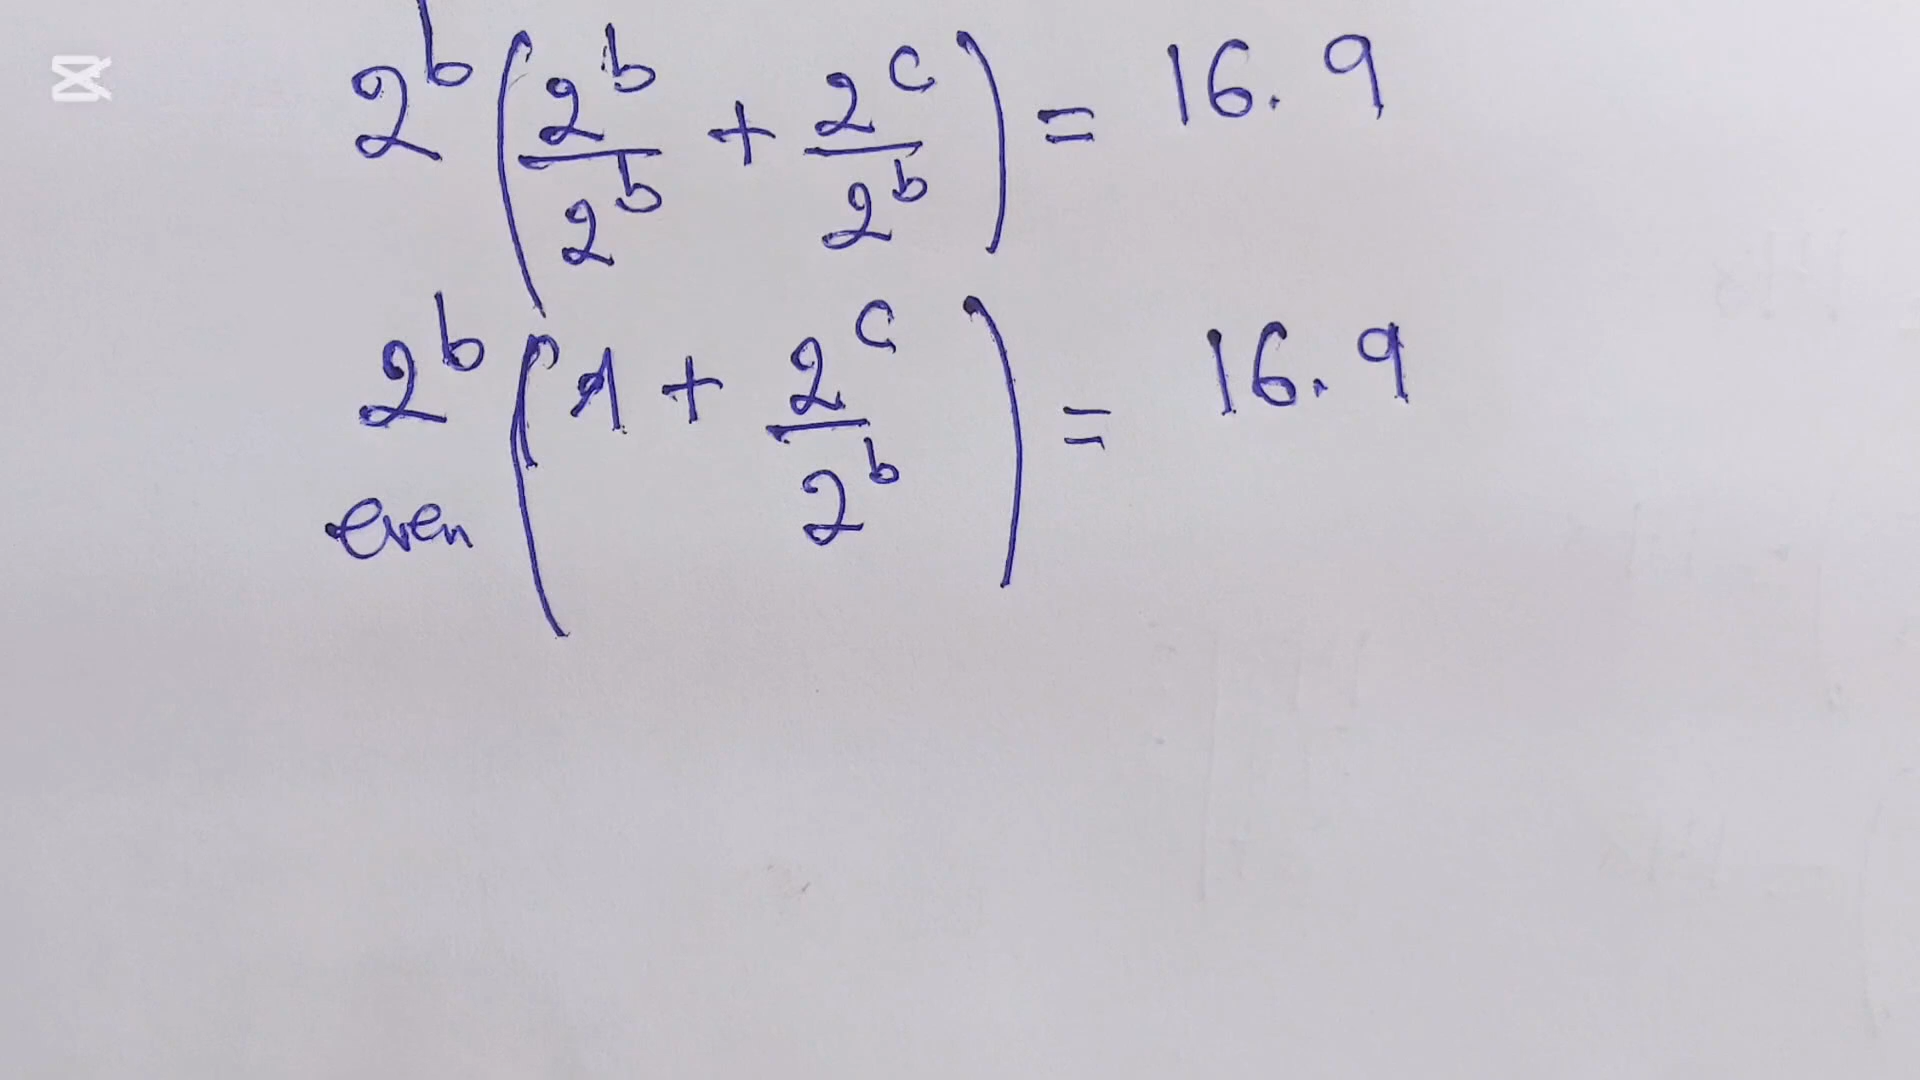 2^b (2^b/2^b + 2^c/2^b) = 16. 9
2^b (1 + 2^c/2^b) = 16. 9
even